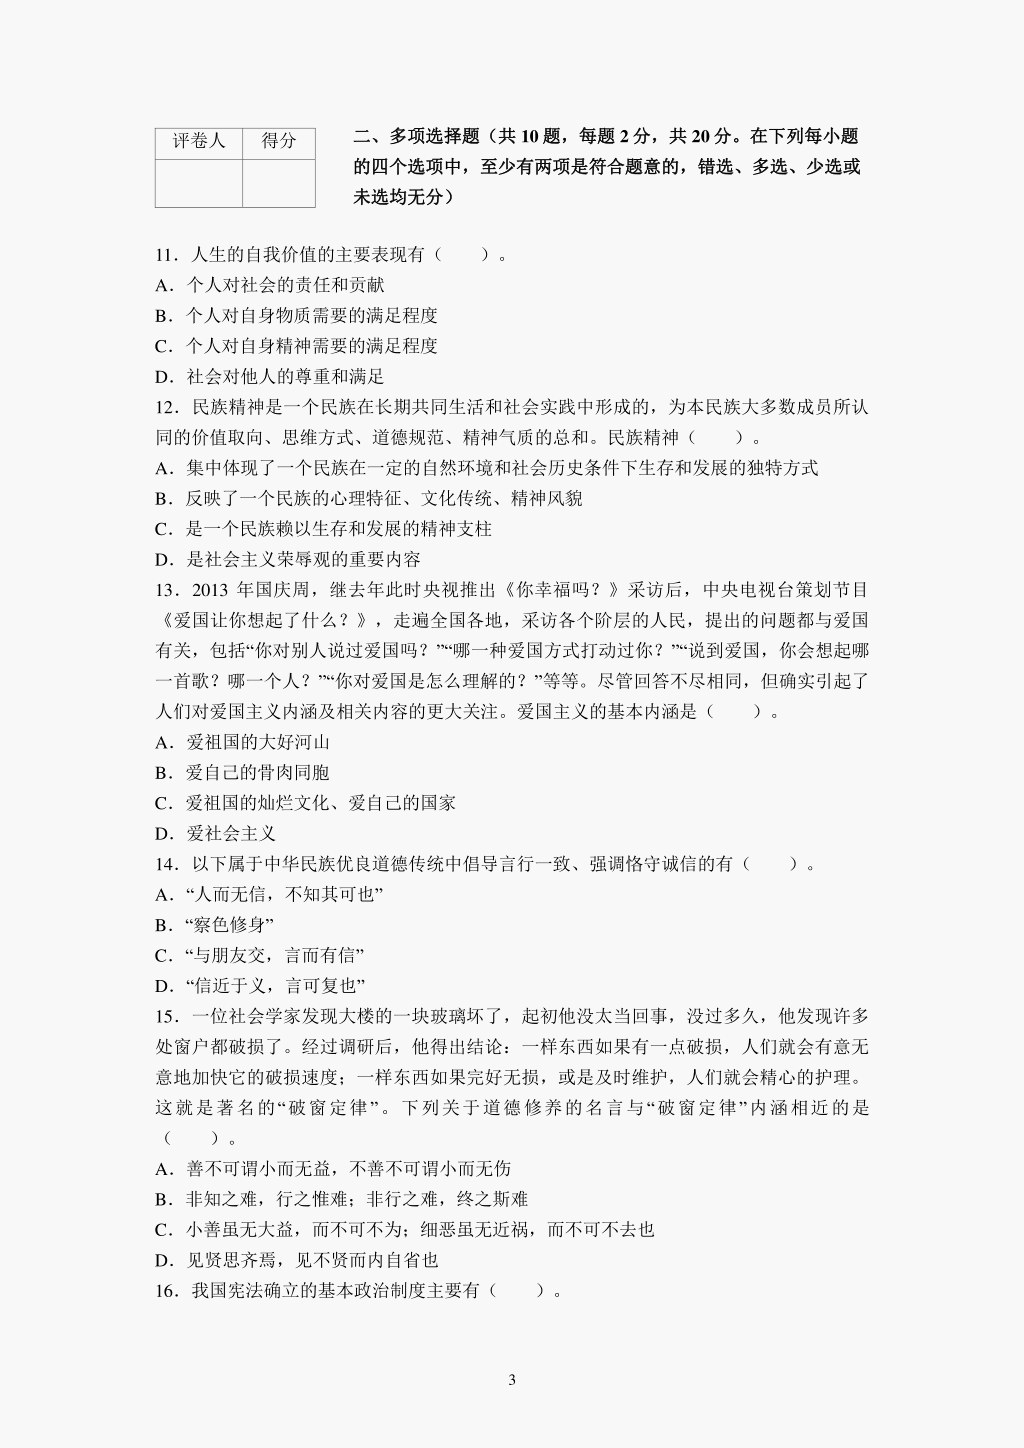 评卷人 得分
二、多项选择题（共 10 题，每题 2 分，共 20 分。在下列每小题
的四个选项中，至少有两项是符合题意的，错选、多选、少选或
未选均无分）
11．人生的自我价值的主要表现有（　　）。
A．个人对社会的责任和贡献
B．个人对自身物质需要的满足程度
C．个人对自身精神需要的满足程度
D．社会对他人的尊重和满足
12．民族精神是一个民族在长期共同生活和社会实践中形成的，为本民族大多数成员所认
同的价值取向、思维方式、道德规范、精神气质的总和。民族精神（　　）。
A．集中体现了一个民族在一定的自然环境和社会历史条件下生存和发展的独特方式
B．反映了一个民族的心理特征、文化传统、精神风貌
C．是一个民族赖以生存和发展的精神支柱
D．是社会主义荣辱观的重要内容
13．2013 年国庆周，继去年此时央视推出《你幸福吗？》采访后，中央电视台策划节目
《爱国让你想起了什么？》，走遍全国各地，采访各个阶层的人民，提出的问题都与爱国
有关，包括“你对别人说过爱国吗？”“哪一种爱国方式打动过你？”“说到爱国，你会想起哪
一首歌？哪一个人？”“你对爱国是怎么理解的？”等等。尽管回答不尽相同，但确实引起了
人们对爱国主义内涵及相关内容的更大关注。爱国主义的基本内涵是（　　）。
A．爱祖国的大好河山
B．爱自己的骨肉同胞
C．爱祖国的灿烂文化、爱自己的国家
D．爱社会主义
14．以下属于中华民族优良道德传统中倡导言行一致、强调恪守诚信的有（　　）。
A．“人而无信，不知其可也”
B．“察色修身”
C．“与朋友交，言而有信”
D．“信近于义，言可复也”
15．一位社会学家发现大楼的一块玻璃坏了，起初他没太当回事，没过多久，他发现许多
处窗户都破损了。经过调研后，他得出结论：一样东西如果有一点破损，人们就会有意无
意地加快它的破损速度；一样东西如果完好无损，或是及时维护，人们就会精心的护理。
这就是著名的“破窗定律”。下列关于道德修养的名言与“破窗定律”内涵相近的是
（　　）。
A．善不可谓小而无益，不善不可谓小而无伤
B．非知之难，行之惟难；非行之难，终之斯难
C．小善虽无大益，而不可不为；细恶虽无近祸，而不可不去也
D．见贤思齐焉，见不贤而内自省也
16．我国宪法确立的基本政治制度主要有（　　）。
3